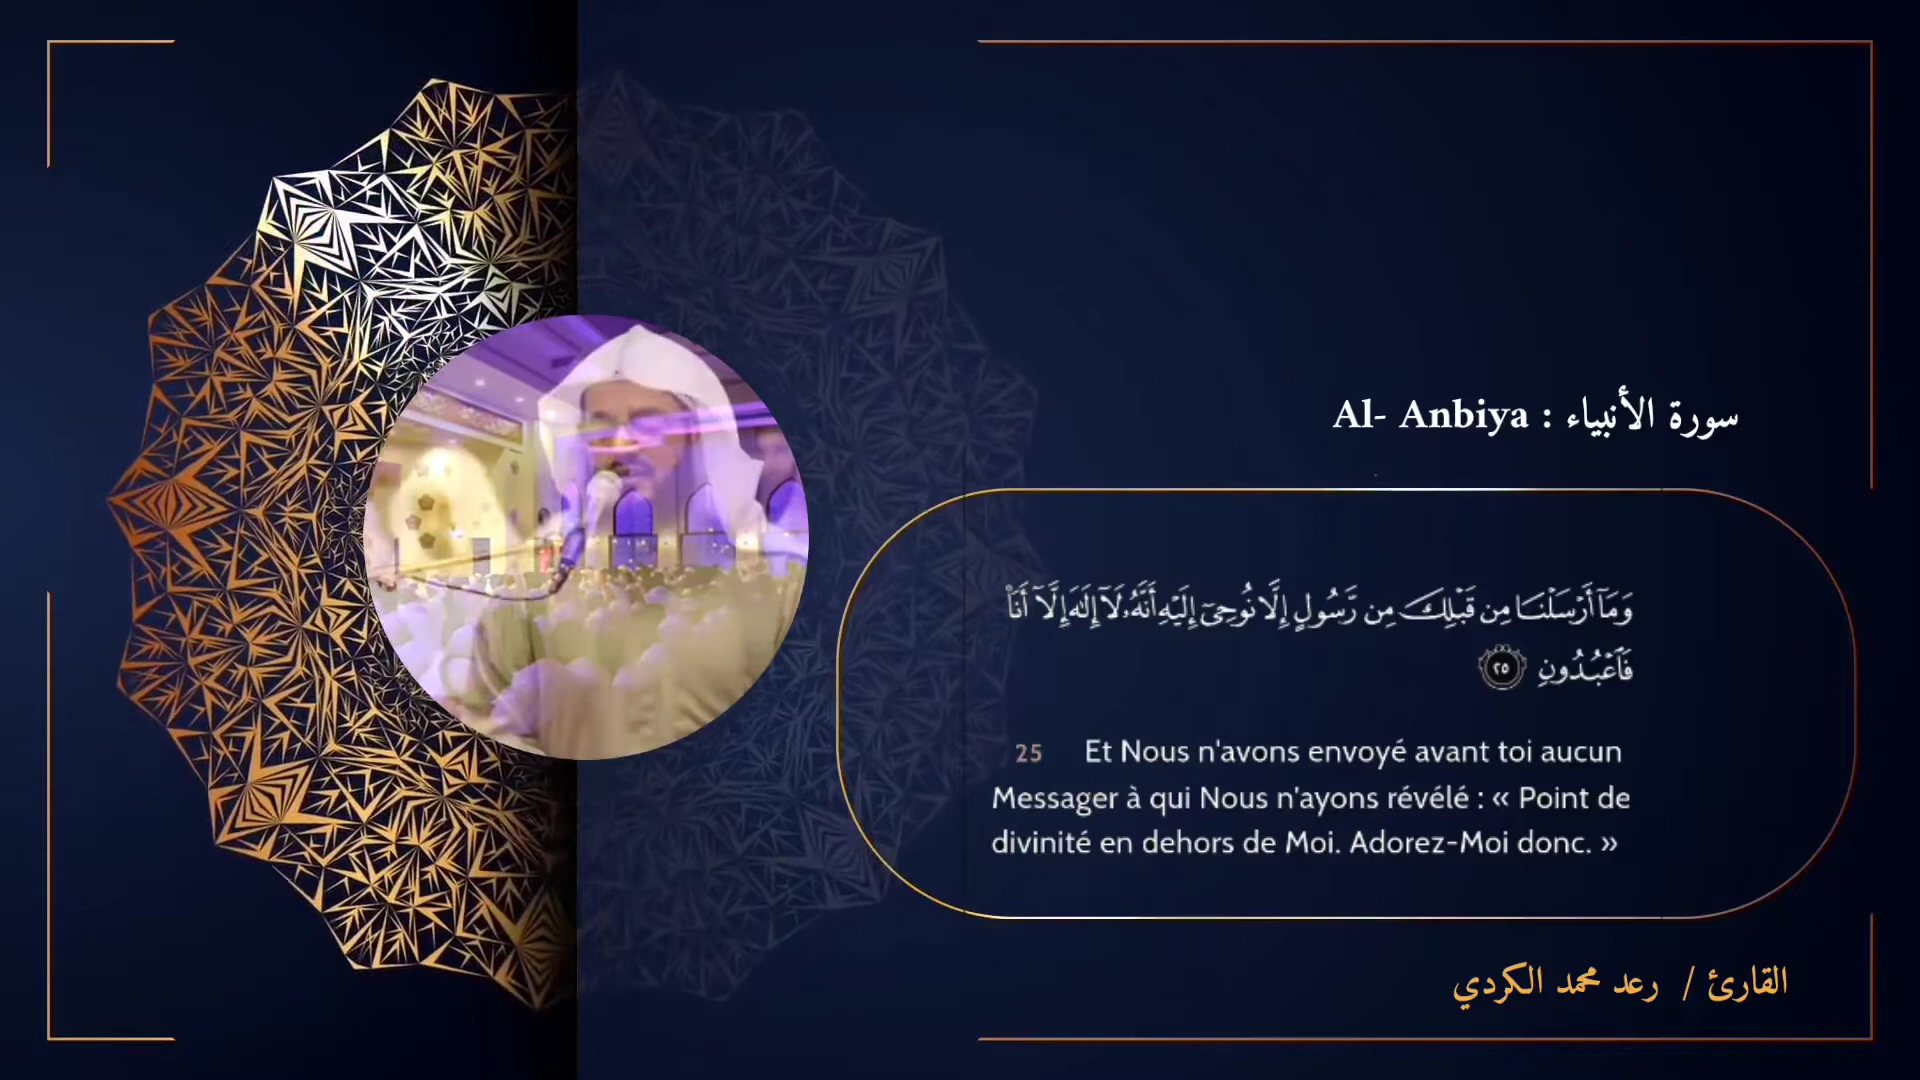 سورة الأنبياء : Al- Anbiya
وَمَآ أَرْسَلْنَا مِن قَبْلِكَ مِن رَّسُولٍ إِلَّا نُوحِىٓ إِلَيْهِ أَنَّهُۥ لَآ إِلَٰهَ إِلَّآ أَنَا۠
فَٱعْبُدُونِ ٢٥
25 Et Nous n'avons envoyé avant toi aucun
Messager à qui Nous n'ayons révélé : « Point de
divinité en dehors de Moi. Adorez-Moi donc. »
القارئ / رعد محمد الكردي